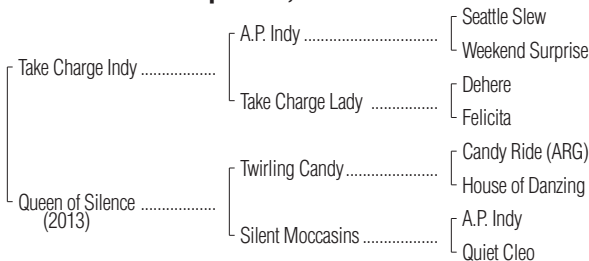 Seattle Slew
A.P. Indy ..............................
Weekend Surprise
Take Charge Indy .................
Dehere
Take Charge Lady ...............
Felicita
Candy Ride (ARG)
Twirling Candy.....................
House of Danzing
Queen of Silence .................
(2013)
A.P. Indy
Silent Moccasins .................
Quiet Cleo